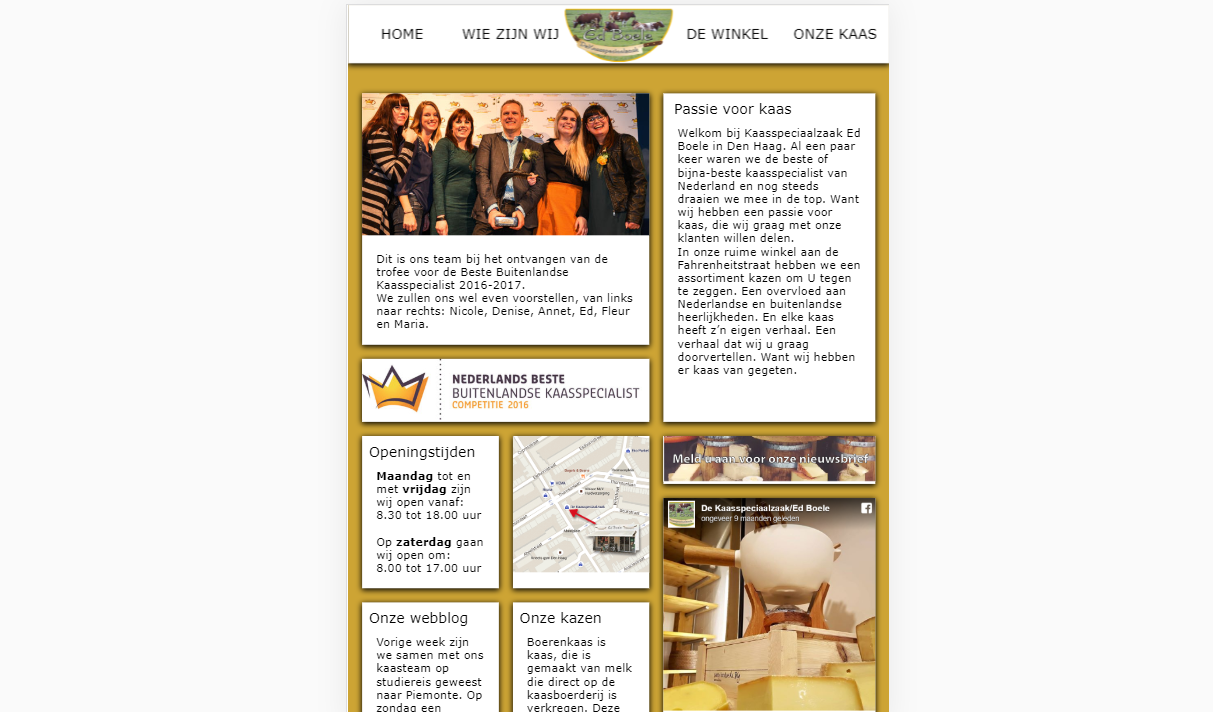 HOME
WIE ZIJN WIJ
Ed Boele
DE WINKEL
ONZE KAAS
Dit is ons team bij het ontvangen van de
trofee voor de Beste Buitenlandse
Kaasspecialist 2016-2017.
We zullen ons wel even voorstellen, van links
naar rechts: Nicole, Denise, Annet, Ed, Fleur
en Maria.
Passie voor kaas
Welkom bij Kaasspeciaalzaak Ed
Boele in Den Haag. Al een paar
keer waren we de beste of
bijna-beste kaasspecialist van
Nederland en nog steeds
draaien we mee in de top. Want
wij hebben een passie voor
kaas, die wij graag met onze
klanten willen delen.
In onze ruime winkel aan de
Fahrenheitstraat hebben we een
assortiment kazen om U tegen
te zeggen. Een overvloed aan
Nederlandse en buitenlandse
heerlijkheden. En elke kaas
heeft z’n eigen verhaal. Een
verhaal dat wij u graag
doorvertellen. Want wij hebben
er kaas van gegeten.
NEDERLANDS BESTE
BUITENLANDSE KAASSPECIALIST
COMPETITIE 2016
Openingstijden
Maandag tot en
met vrijdag zijn
wij open vanaf:
8.30 tot 18.00 uur
Op zaterdag gaan
wij open om:
8.00 tot 17.00 uur
Meld u aan voor onze nieuwsbrief
De Kaasspeciaalzaak/Ed Boele
ongeveer 9 maanden geleden
Onze webblog
Vorige week zijn
we samen met ons
kaasteam op
studiereis geweest
naar Piemonte. Op
zondag een
Onze kazen
Boerenkaas is
kaas, die is
gemaakt van melk
die direct op de
kaasboerderij is
verkregen. Deze